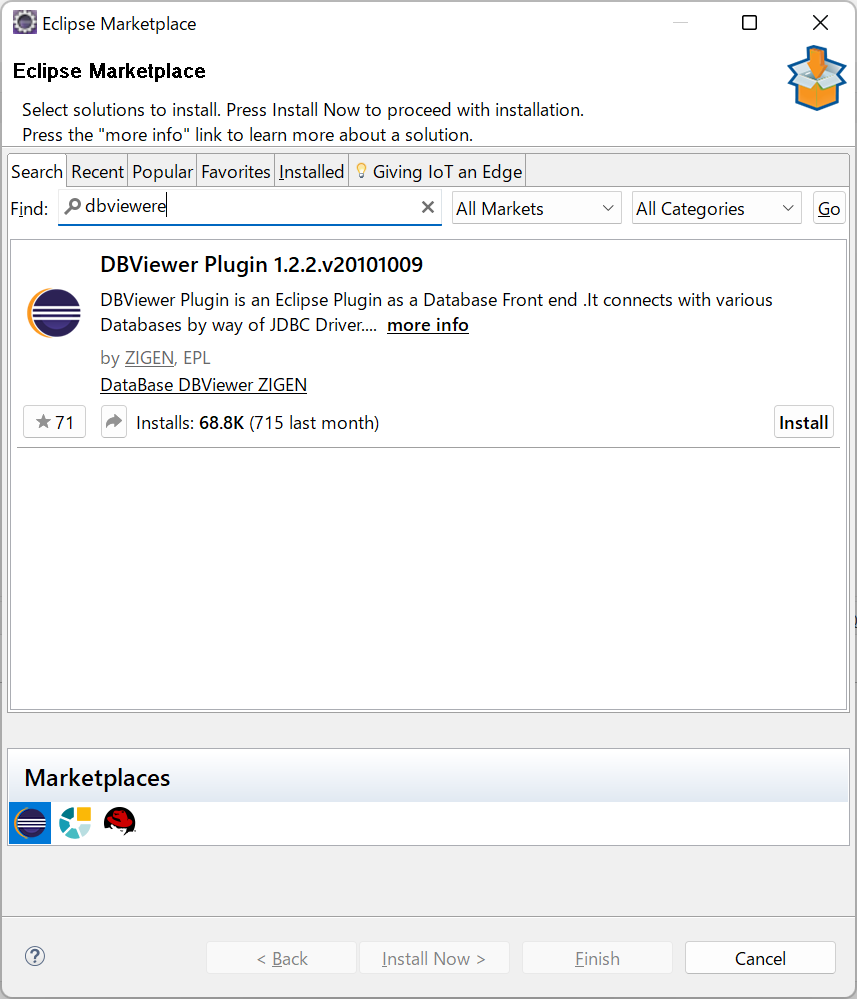 Eclipse Marketplace
Eclipse Marketplace
Select solutions to install. Press Install Now to proceed with installation.
Press the "more info" link to learn more about a solution.
Search Recent Popular Favorites Installed Giving IoT an Edge
Find: dbviewere All Markets All Categories Go
DBViewer Plugin 1.2.2.v20101009
DBViewer Plugin is an Eclipse Plugin as a Database Front end .It connects with various
Databases by way of JDBC Driver.... more info
by ZIGEN, EPL
DataBase DBViewer ZIGEN
71 Installs: 68.8K (715 last month) Install
Marketplaces
? < Back Install Now > Finish Cancel